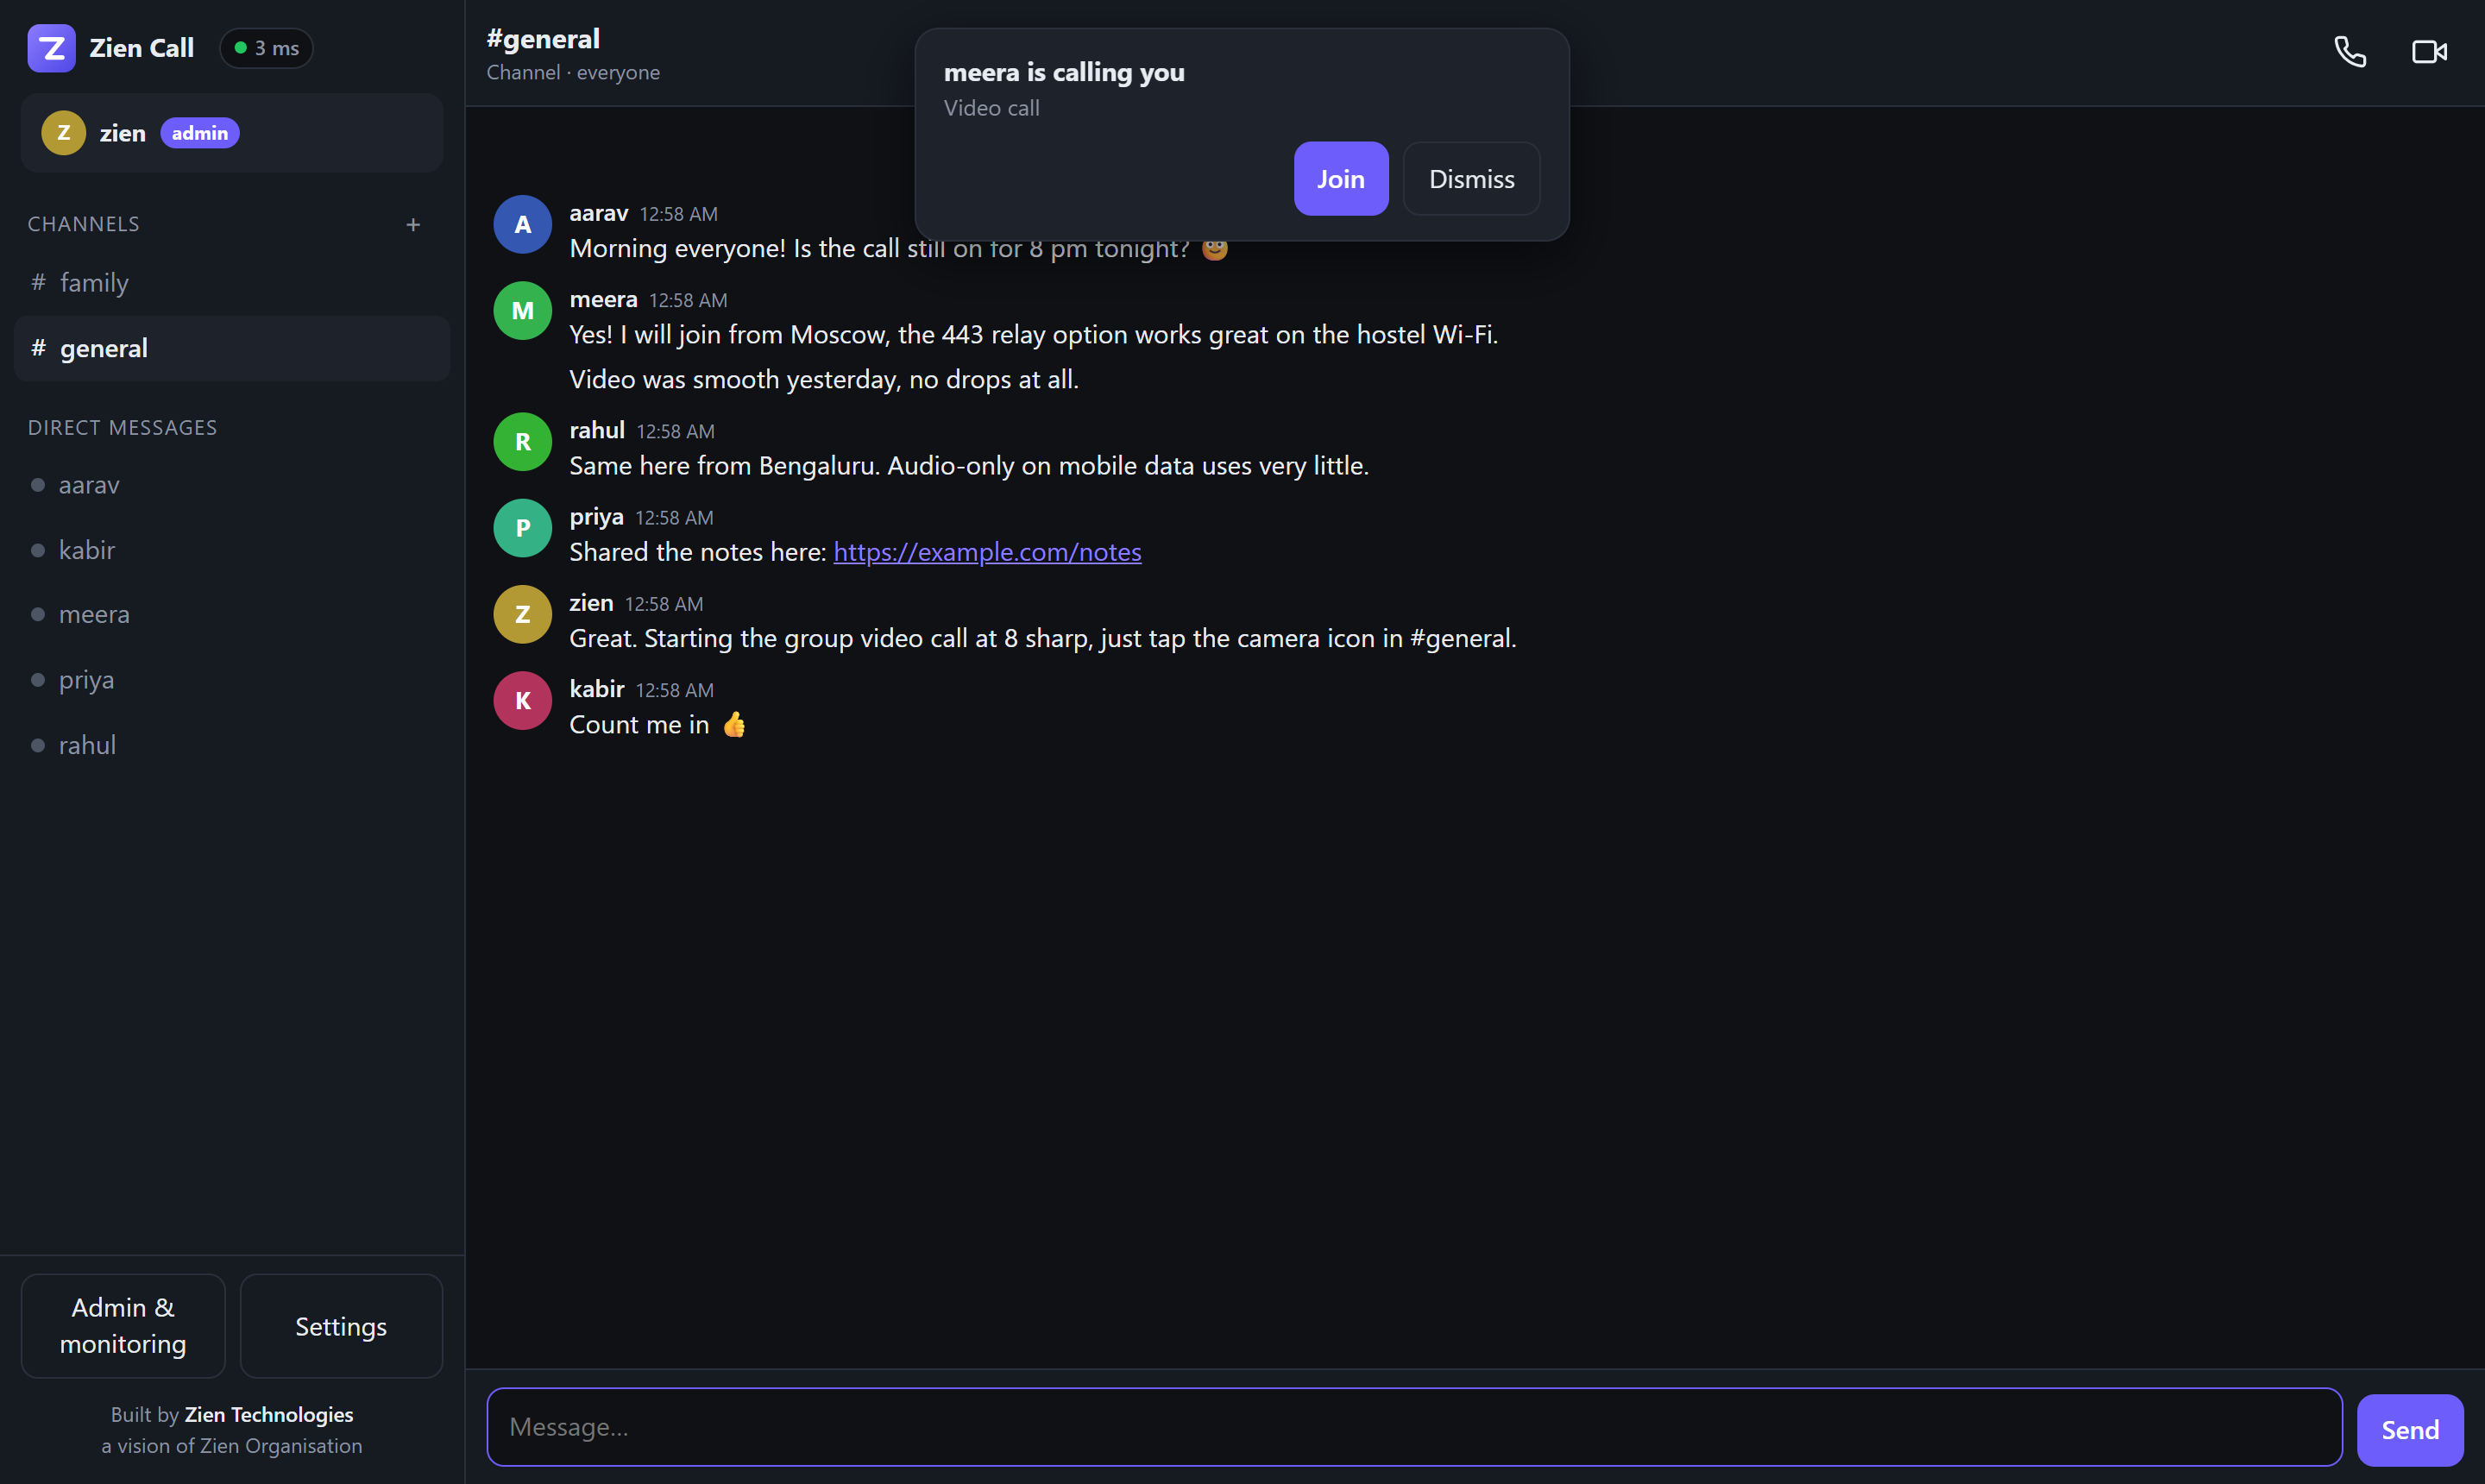 Z Zien Call 3 ms
Z zien admin
CHANNELS +
# family
# general
DIRECT MESSAGES
aarav
kabir
meera
priya
rahul
Admin &
monitoring
Settings
Built by Zien Technologies
a vision of Zien Organisation
#general
Channel · everyone
meera is calling you
Video call
Join Dismiss
A aarav 12:58 AM
Morning everyone! Is the call still on for 8 pm tonight? 😊
M meera 12:58 AM
Yes! I will join from Moscow, the 443 relay option works great on the hostel Wi-Fi.
Video was smooth yesterday, no drops at all.
R rahul 12:58 AM
Same here from Bengaluru. Audio-only on mobile data uses very little.
P priya 12:58 AM
Shared the notes here: https://example.com/notes
Z zien 12:58 AM
Great. Starting the group video call at 8 sharp, just tap the camera icon in #general.
K kabir 12:58 AM
Count me in 👍
Message...
Send